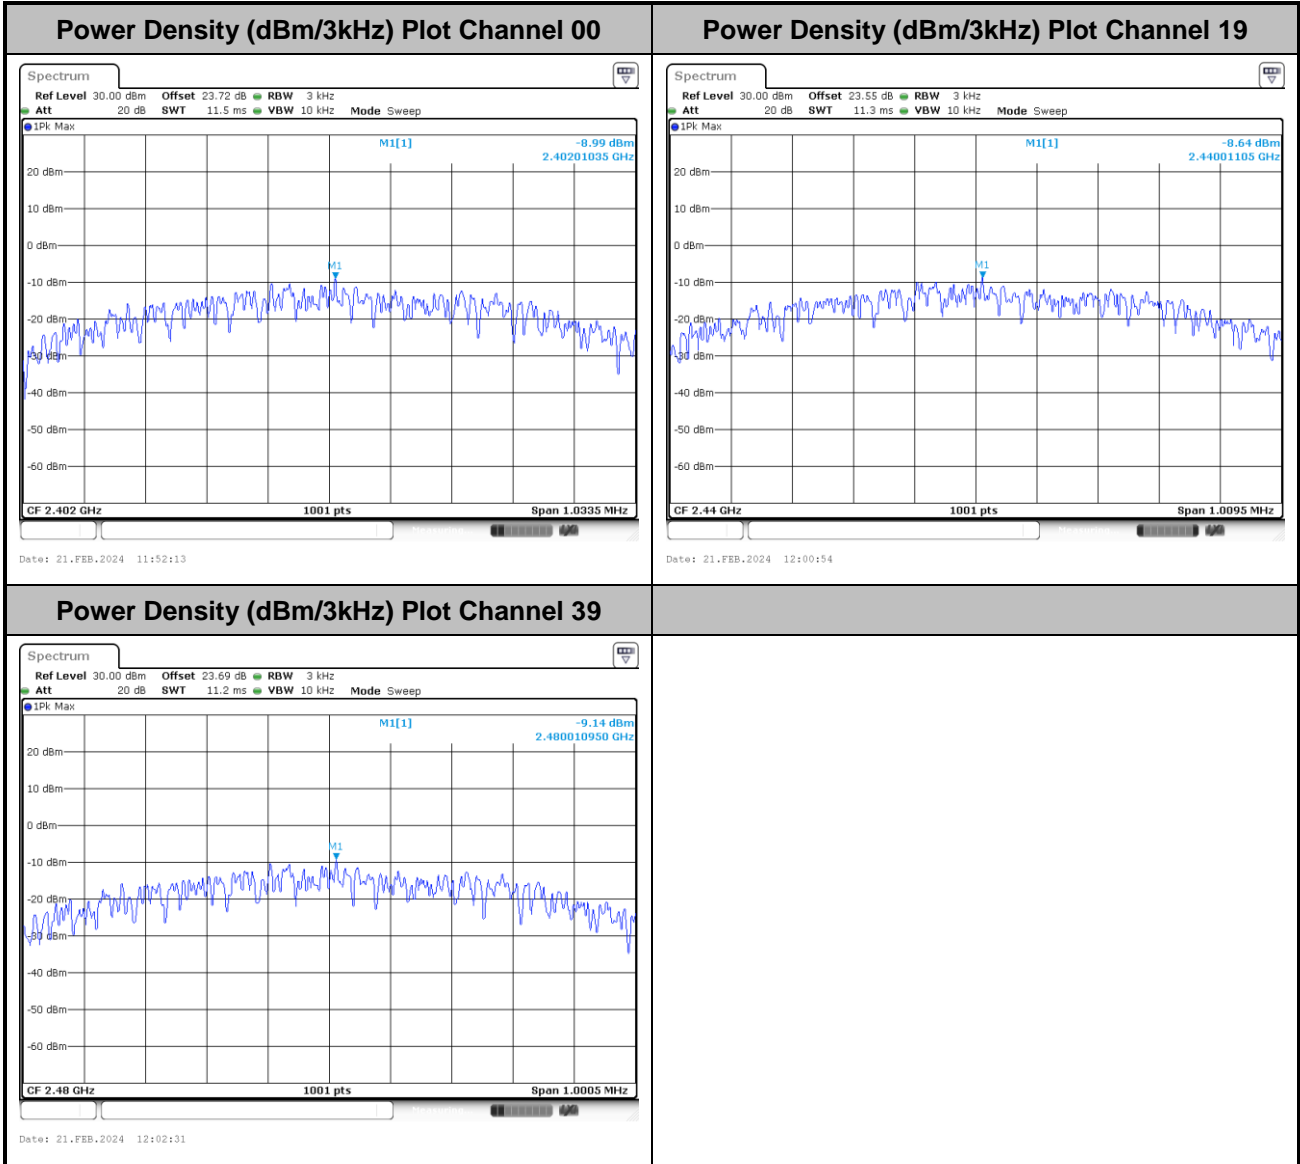 Power Density (dBm/3kHz) Plot Channel 00
Spectrum
Ref Level 30.00 dBm Offset 23.72 dB RBW 3 kHz
Att 20 dB SWT 11.5 ms VBW 10 kHz Mode Sweep
1Pk Max
M1[1] -8.99 dBm
2.40201035 GHz
20 dBm
10 dBm
0 dBm
M1
-10 dBm
-20 dBm
-30 dBm
-40 dBm
-50 dBm
-60 dBm
CF 2.402 GHz 1001 pts Span 1.0335 MHz
Measuring...
Date: 21.FEB.2024 11:52:13
Power Density (dBm/3kHz) Plot Channel 19
Spectrum
Ref Level 30.00 dBm Offset 23.55 dB RBW 3 kHz
Att 20 dB SWT 11.3 ms VBW 10 kHz Mode Sweep
1Pk Max
M1[1] -8.64 dBm
2.44001105 GHz
20 dBm
10 dBm
0 dBm
M1
-10 dBm
-20 dBm
-30 dBm
-40 dBm
-50 dBm
-60 dBm
CF 2.44 GHz 1001 pts Span 1.0095 MHz
Measuring...
Date: 21.FEB.2024 12:00:54
Power Density (dBm/3kHz) Plot Channel 39
Spectrum
Ref Level 30.00 dBm Offset 23.69 dB RBW 3 kHz
Att 20 dB SWT 11.2 ms VBW 10 kHz Mode Sweep
1Pk Max
M1[1] -9.14 dBm
2.480010950 GHz
20 dBm
10 dBm
0 dBm
M1
-10 dBm
-20 dBm
-30 dBm
-40 dBm
-50 dBm
-60 dBm
CF 2.48 GHz 1001 pts Span 1.0005 MHz
Measuring...
Date: 21.FEB.2024 12:02:31